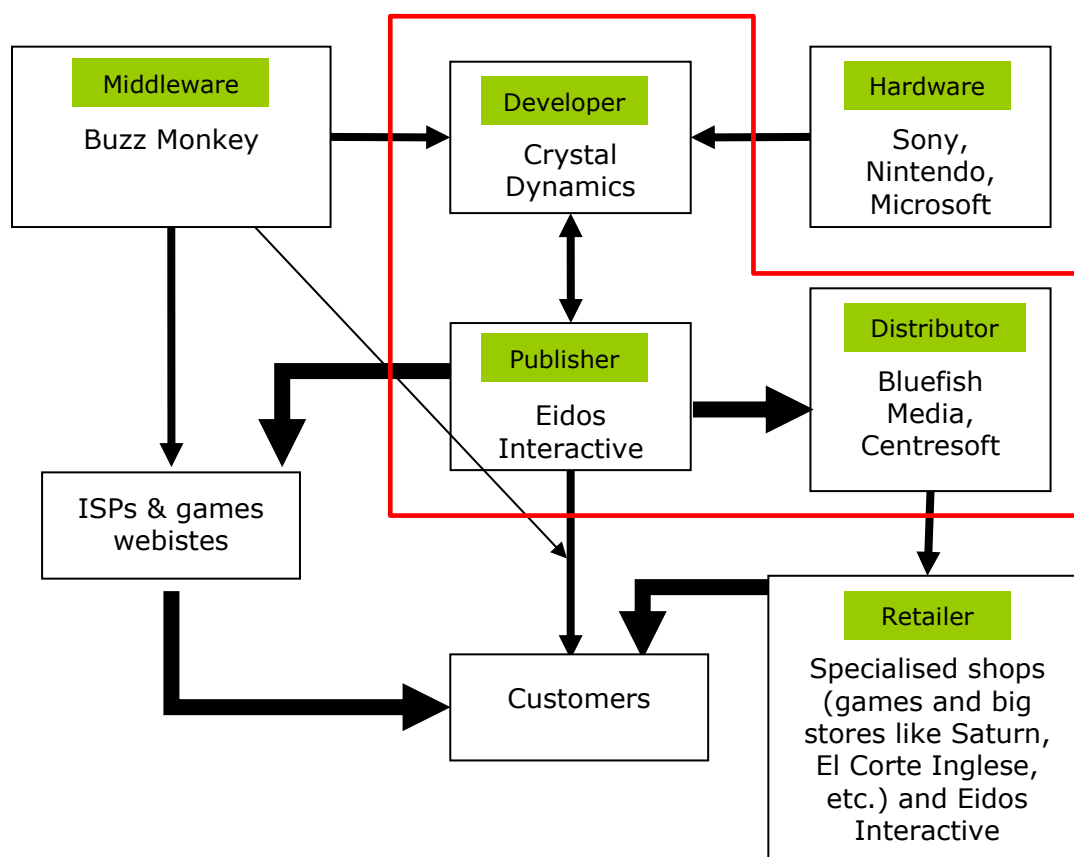 Middleware
Buzz Monkey
Developer
Crystal
Dynamics
Hardware
Sony,
Nintendo,
Microsoft
Publisher
Eidos
Interactive
Distributor
Bluefish
Media,
Centresoft
ISPs & games
webistes
Customers
Retailer
Specialised shops
(games and big
stores like Saturn,
El Corte Inglese,
etc.) and Eidos
Interactive